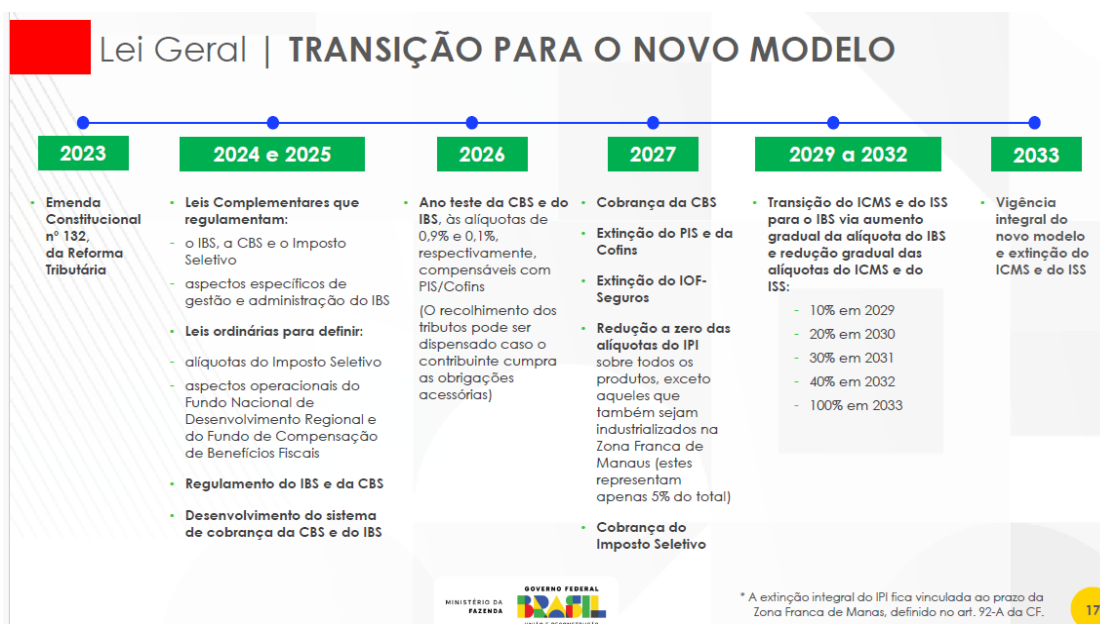 Lei Geral | TRANSIÇÃO PARA O NOVO MODELO
2023
Emenda
Constitucional
nº 132,
da Reforma
Tributária
2024 e 2025
Leis Complementares que
regulamentam:
- o IBS, a CBS e o Imposto
Seletivo
- aspectos específicos de
gestão e administração do IBS
Leis ordinárias para definir:
- alíquotas do Imposto Seletivo
- aspectos operacionais do
Fundo Nacional de
Desenvolvimento Regional e
do Fundo de Compensação
de Benefícios Fiscais
Regulamento do IBS e da CBS
Desenvolvimento do sistema
de cobrança da CBS e do IBS
2026
Ano teste da CBS e do
IBS, às alíquotas de
0,9% e 0,1%,
respectivamente,
compensáveis com
PIS/Cofins
(O recolhimento dos
tributos pode ser
dispensado caso o
contribuinte cumpra
as obrigações
acessórias)
2027
Cobrança da CBS
Extinção do PIS e da
Cofins
Extinção do IOF-
Seguros
Redução a zero das
alíquotas do IPI
sobre todos os
produtos, exceto
aqueles que
também sejam
industrializados na
Zona Franca de
Manaus (estes
representam
apenas 5% do total)
Cobrança do
Imposto Seletivo
2029 a 2032
Transição do ICMS e do ISS
para o IBS via aumento
gradual da alíquota do IBS
e redução gradual das
alíquotas do ICMS e do
ISS:
- 10% em 2029
- 20% em 2030
- 30% em 2031
- 40% em 2032
- 100% em 2033
2033
Vigência
integral do
novo modelo
e extinção do
ICMS e do ISS
MINISTÉRIO DA
FAZENDA
GOVERNO FEDERAL
BRASIL
UNIÃO E RECONSTRUÇÃO
* A extinção integral do IPI fica vinculada ao prazo da
Zona Franca de Manas, definido no art. 92-A da CF.
17